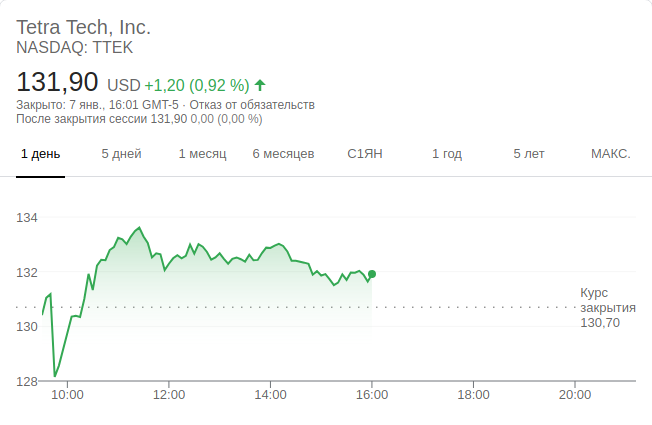 Tetra Tech, Inc.
NASDAQ: TTEK
131,90 USD +1,20 (0,92 %) ↑
Закрыто: 7 янв., 16:01 GMT-5 · Отказ от обязательств
После закрытия сессии 131,90 0,00 (0,00 %)
1 день 5 дней 1 месяц 6 месяцев С1ЯН 1 год 5 лет МАКС.
134
132
Курс
закрытия
130,70
130
128
10:00 12:00 14:00 16:00 18:00 20:00